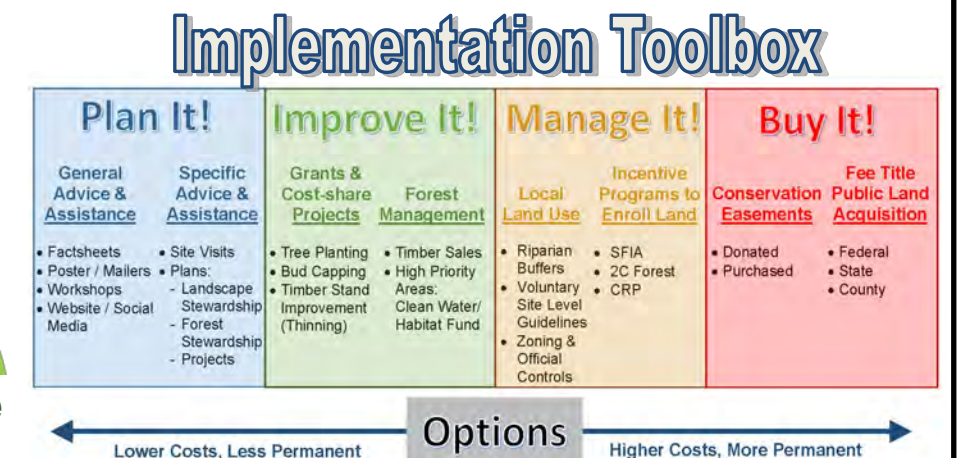 Implementation Toolbox
Plan It!
General
Advice &
Assistance
• Factsheets
• Poster / Mailers
• Workshops
• Website / Social
Media
Specific
Advice &
Assistance
• Site Visits
• Plans:
- Landscape
Stewardship
- Forest
Stewardship
- Projects
Improve It!
Grants &
Cost-share
Projects
• Tree Planting
• Bud Capping
• Timber Stand
Improvement
(Thinning)
Forest
Management
• Timber Sales
• High Priority
Areas:
Clean Water/
Habitat Fund
Manage It!
Local
Land Use
• Riparian
Buffers
• Voluntary
Site Level
Guidelines
• Zoning &
Official
Controls
Incentive
Programs to
Enroll Land
• SFIA
• 2C Forest
• CRP
Buy It!
Conservation
Easements
• Donated
• Purchased
Fee Title
Public Land
Acquisition
• Federal
• State
• County
Options
Lower Costs, Less Permanent
Higher Costs, More Permanent